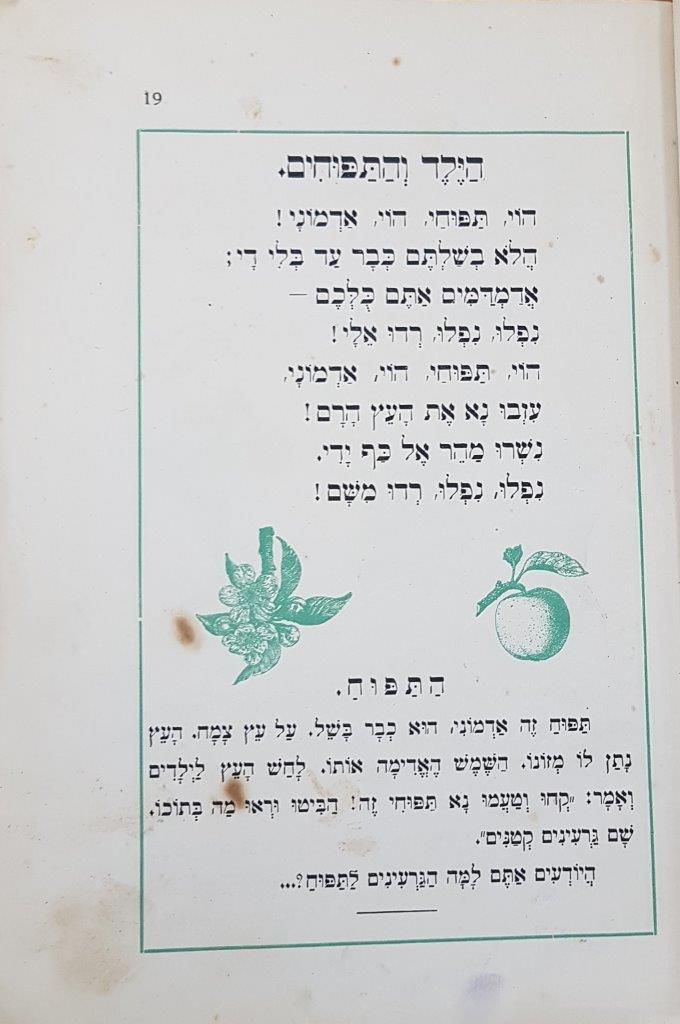 19
הַיֶּלֶד וְהַתַּפּוּחִים.
הוֹי, תַּפּוּחַי, הוֹי, אַדְמוֹנָי!
הֲלֹא בְשַׁלְתֶּם כְּבָר עַד בְּלִי דָי;
אֲדַמְדַּמִּים אַתֶּם כֻּלְּכֶם —
נִפְלוּ, נִפְלוּ, רְדוּ אֵלָי!
הוֹי, תַּפּוּחַי, הוֹי, אַדְמוֹנָי,
עִזְבוּ נָא אֶת הָעֵץ הָרָם!
נִשְׁרוּ מַהֵר אֶל כַּף יָדִי.
נִפְלוּ, נִפְלוּ, רְדוּ מִשָּׁם!
הַתַּפּוּחַ.
תַּפּוּחַ זֶה אַדְמוֹנִי, הוּא כְּבָר בָּשֵׁל. עַל עֵץ צָמָח. הָעֵץ
נָתַן לוֹ מְזוֹנוֹ. הַשֶּׁמֶשׁ הֶאֱדִימָה אוֹתוֹ. לָחַשׁ הָעֵץ לַיְלָדִים
וְאָמָר: „קְחוּ וְטַעֲמוּ נָא תַּפּוּחִי זֶה! הַבִּיטוּ וּרְאוּ מַה בְּתוֹכוֹ.
שָׁם גַּרְעִינִים קְטַנִּים”.
הֲיוֹדְעִים אַתֶּם לָמָּה הַגַּרְעִינִים לַתַּפּוּחַ?...